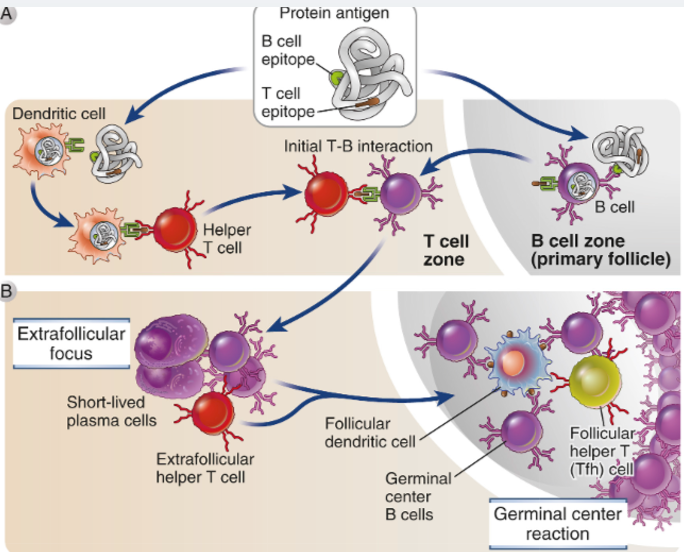 A
Protein antigen
B cell
epitope
T cell
epitope
Dendritic cell
Initial T-B interaction
Helper
T cell
T cell
zone
B cell
B cell zone
(primary follicle)
B
Extrafollicular
focus
Short-lived
plasma cells
Extrafollicular
helper T cell
Follicular
dendritic cell
Germinal
center
B cells
Follicular
helper T
(Tfh) cell
Germinal center
reaction